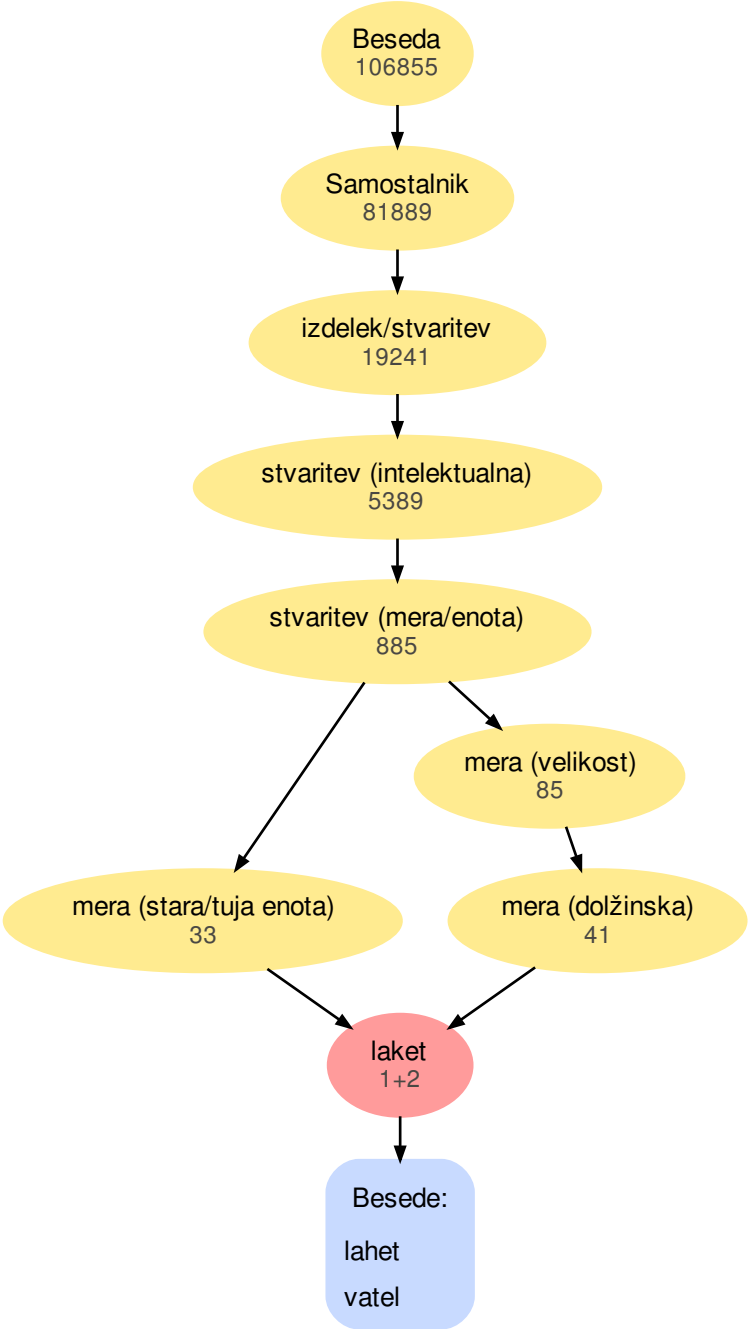 Beseda
106855
Samostalnik
81889
izdelek/stvaritev
19241
stvaritev (intelektualna)
5389
stvaritev (mera/enota)
885
mera (velikost)
85
mera (stara/tuja enota)
33
mera (dolžinska)
41
laket
1+2
Besede:
lahet
vatel